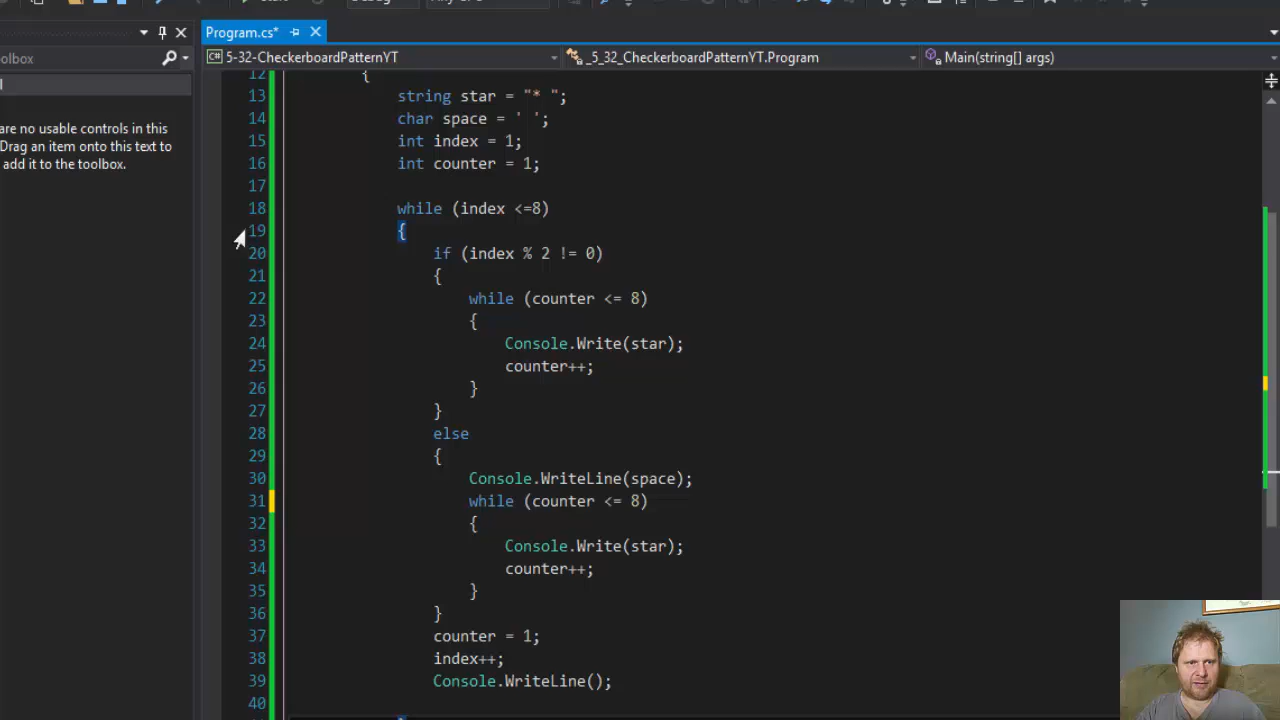 Program.cs*
olbox
5-32-CheckerboardPatternYT
_5_32_CheckerboardPatternYT.Program
Main(string[] args)
l
are no usable controls in this
Drag an item onto this text to
add it to the toolbox.
12 {
13 string star = "* ";
14 char space = ' ';
15 int index = 1;
16 int counter = 1;
17
18 while (index <=8)
19 {
20 if (index % 2 != 0)
21 {
22 while (counter <= 8)
23 {
24 Console.Write(star);
25 counter++;
26 }
27 }
28 else
29 {
30 Console.WriteLine(space);
31 while (counter <= 8)
32 {
33 Console.Write(star);
34 counter++;
35 }
36 }
37 counter = 1;
38 index++;
39 Console.WriteLine();
40